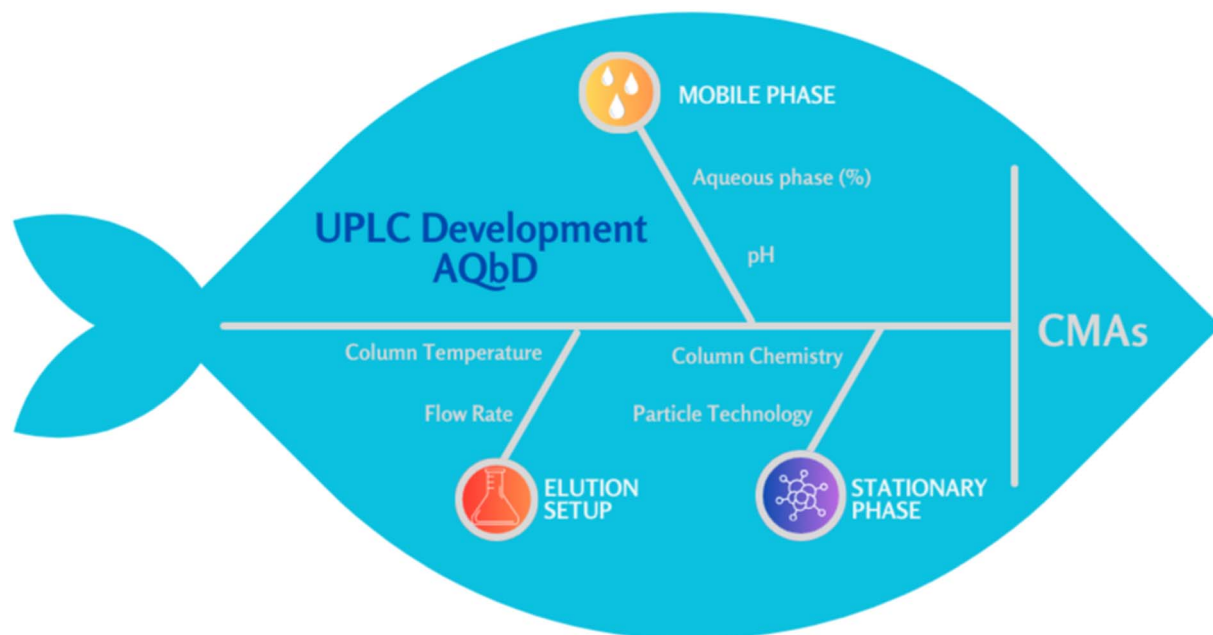 MOBILE PHASE
Aqueous phase (%)
pH
UPLC Development
AQbD
CMAs
Column Temperature
Flow Rate
ELUTION
SETUP
Column Chemistry
Particle Technology
STATIONARY
PHASE